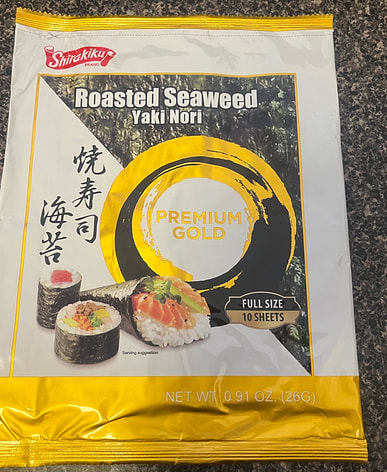 Shirakiku
BRAND
Roasted Seaweed
Yaki Nori
焼寿司
海苔
PREMIUM
GOLD
FULL SIZE
10 SHEETS
Serving suggestion
NET WT. 0.91 OZ. (26G)